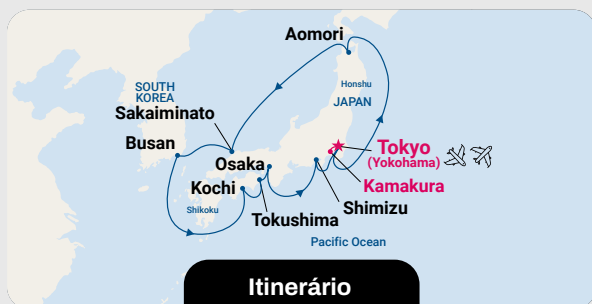 Aomori
Honshu
JAPAN
SOUTH
KOREA
Sakaiminato
Busan
Osaka
Kochi
Shikoku
Tokushima
Tokyo
(Yokohama)
Kamakura
Shimizu
Pacific Ocean
Itinerário